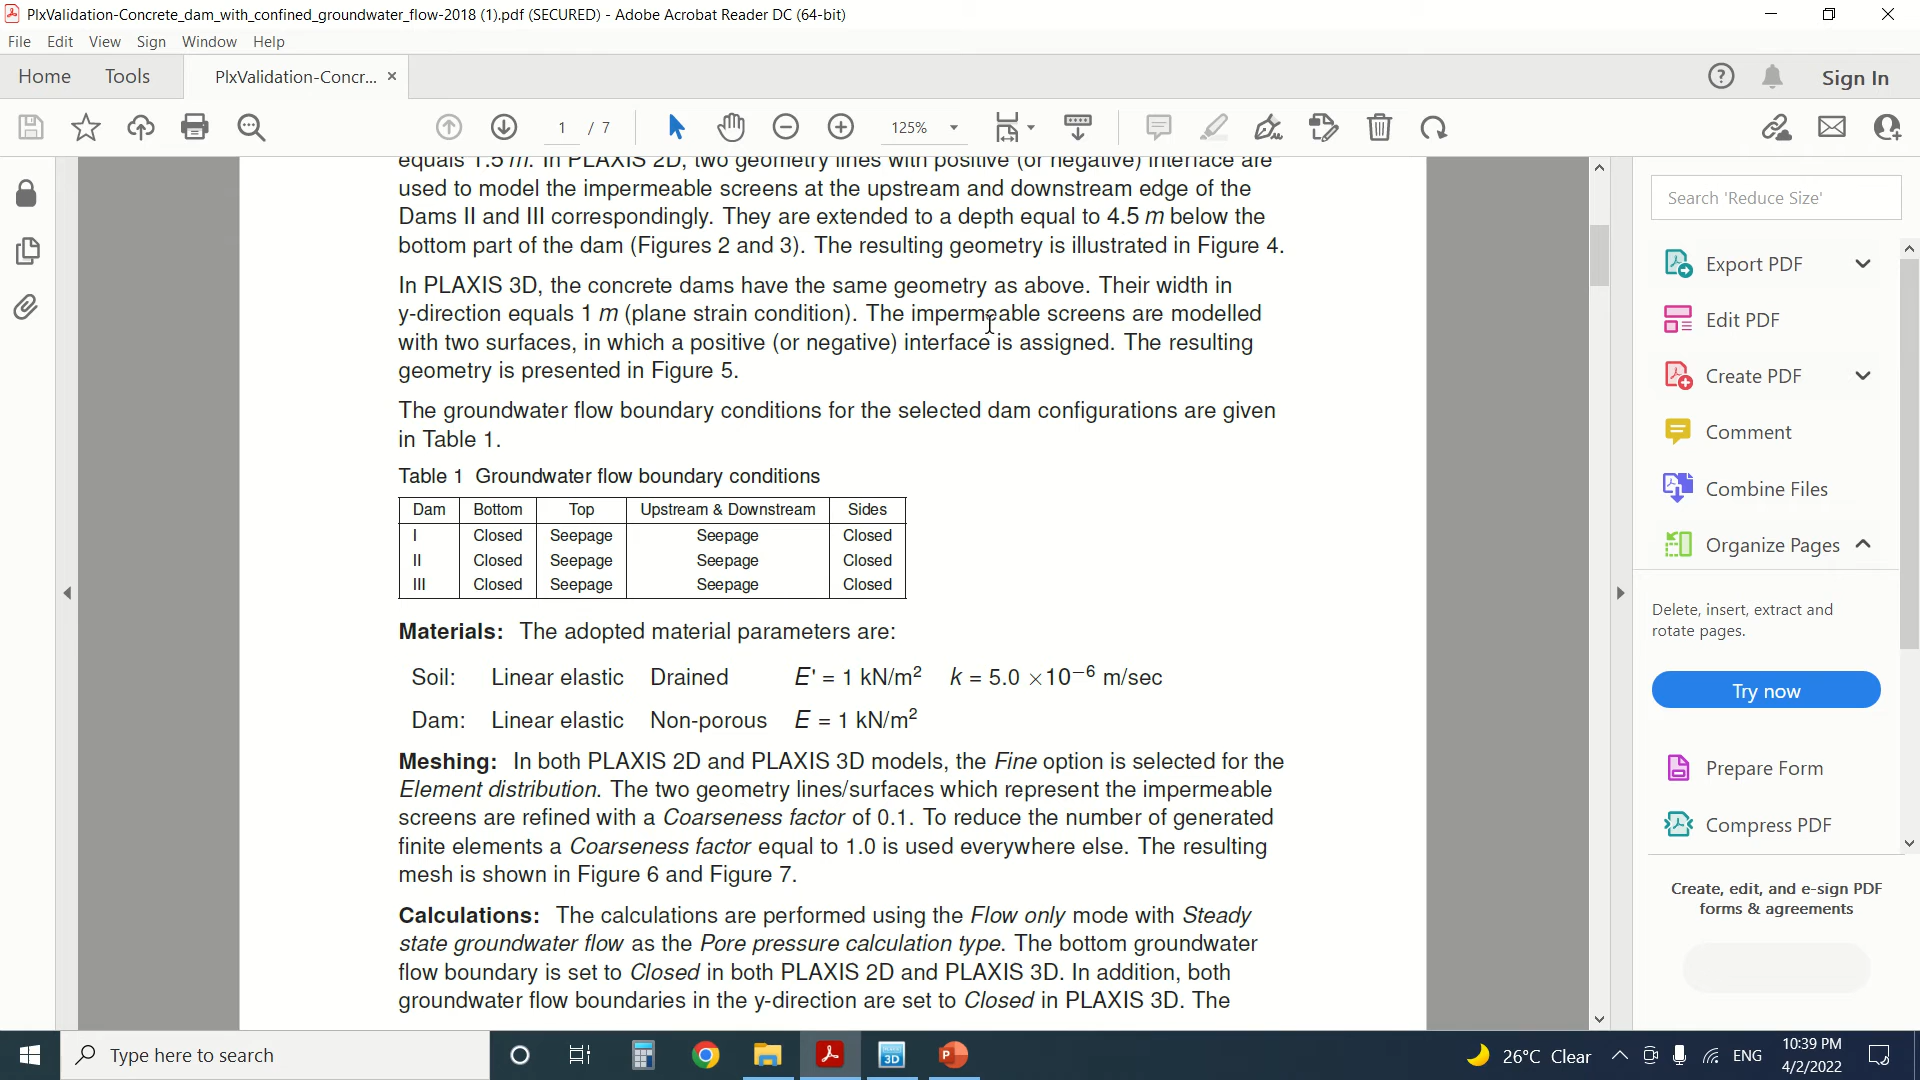 PlxValidation-Concrete_dam_with_confined_groundwater_flow-2018 (1).pdf (SECURED) - Adobe Acrobat Reader DC (64-bit)
File Edit View Sign Window Help
Home Tools PlxValidation-Concr... × Sign In
1 / 7 125%
equals 1.5 m. In PLAXIS 2D, two geometry lines with positive (or negative) interface are
used to model the impermeable screens at the upstream and downstream edge of the
Dams II and III correspondingly. They are extended to a depth equal to 4.5 m below the
bottom part of the dam (Figures 2 and 3). The resulting geometry is illustrated in Figure 4.
In PLAXIS 3D, the concrete dams have the same geometry as above. Their width in
y-direction equals 1 m (plane strain condition). The impermeable screens are modelled
with two surfaces, in which a positive (or negative) interface is assigned. The resulting
geometry is presented in Figure 5.
The groundwater flow boundary conditions for the selected dam configurations are given
in Table 1.
Table 1 Groundwater flow boundary conditions
Dam Bottom Top Upstream & Downstream Sides
I Closed Seepage Seepage Closed
II Closed Seepage Seepage Closed
III Closed Seepage Seepage Closed
Materials: The adopted material parameters are:
Soil: Linear elastic Drained E' = 1 kN/m² k = 5.0 ×10⁻⁶ m/sec
Dam: Linear elastic Non-porous E = 1 kN/m²
Meshing: In both PLAXIS 2D and PLAXIS 3D models, the Fine option is selected for the
Element distribution. The two geometry lines/surfaces which represent the impermeable
screens are refined with a Coarseness factor of 0.1. To reduce the number of generated
finite elements a Coarseness factor equal to 1.0 is used everywhere else. The resulting
mesh is shown in Figure 6 and Figure 7.
Calculations: The calculations are performed using the Flow only mode with Steady
state groundwater flow as the Pore pressure calculation type. The bottom groundwater
flow boundary is set to Closed in both PLAXIS 2D and PLAXIS 3D. In addition, both
groundwater flow boundaries in the y-direction are set to Closed in PLAXIS 3D. The
Search 'Reduce Size'
Export PDF
Edit PDF
Create PDF
Comment
Combine Files
Organize Pages
Delete, insert, extract and
rotate pages.
Try now
Prepare Form
Compress PDF
Create, edit, and e-sign PDF
forms & agreements
Type here to search
3D
P
26°C Clear
ENG
10:39 PM
4/2/2022